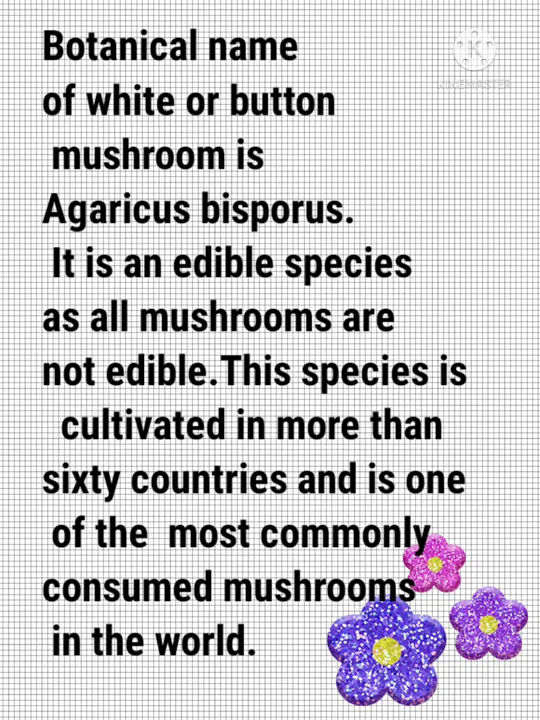 Botanical name
of white or button
mushroom is
Agaricus bisporus.
It is an edible species
as all mushrooms are
not edible.This species is
cultivated in more than
sixty countries and is one
of the most commonly
consumed mushrooms
in the world.
K
KINEMASTER